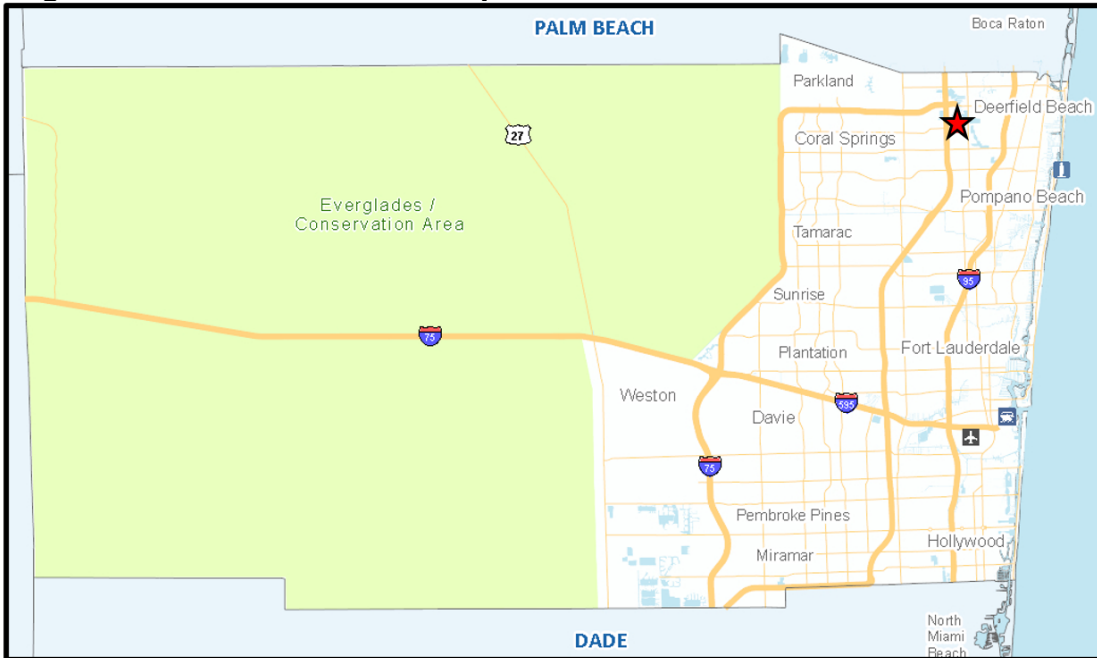 PALM BEACH
Boca Raton
Parkland
Deerfield Beach
27
Coral Springs
Everglades /
Conservation Area
Pompano Beach
Tamarac
95
Sunrise
75
Plantation
Fort Lauderdale
Weston
595
Davie
75
Pembroke Pines
Hollywood
Miramar
DADE
North
Miami
Beach